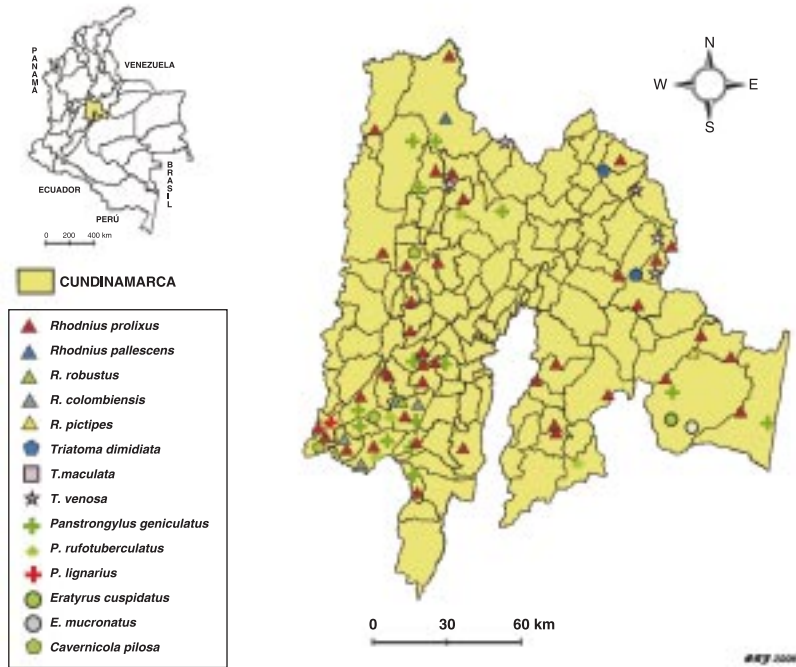 PANAMÁ
VENEZUELA
ECUADOR
BRASIL
PERÚ
0 200 400 km
N
W E
S
CUNDINAMARCA
Rhodnius prolixus
Rhodnius pallescens
R. robustus
R. colombiensis
R. pictipes
Triatoma dimidiata
T.maculata
T. venosa
Panstrongylus geniculatus
P. rufotuberculatus
P. lignarius
Eratyrus cuspidatus
E. mucronatus
Cavernicola pilosa
0 30 60 km